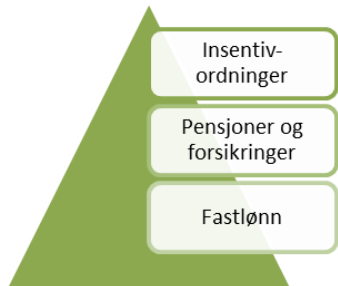 Insentiv-
ordninger
Pensjoner og
forsikringer
Fastlønn